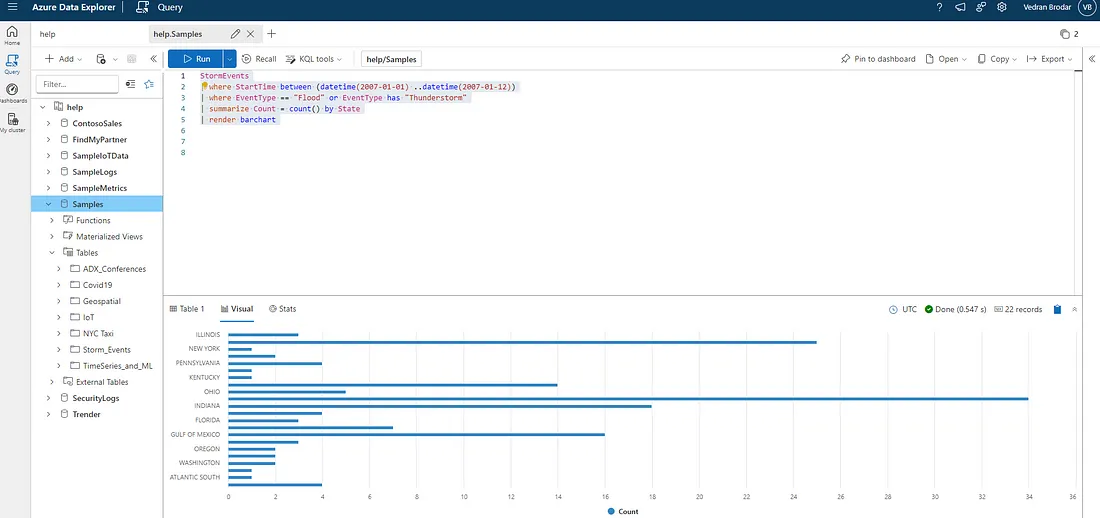 Azure Data Explorer Query ? Vedran Brodar VB
help help.Samples 2
Home
Query
Dashboards
My cluster
Add Run Recall KQL tools help/Samples Pin to dashboard Open Copy Export
Filter...
help
ContosoSales
FindMyPartner
SampleIoTData
SampleLogs
SampleMetrics
Samples
Functions
Materialized Views
Tables
ADX_Conferences
Covid19
Geospatial
IoT
NYC Taxi
Storm_Events
TimeSeries_and_ML
External Tables
SecurityLogs
Trender
1 StormEvents
2 where StartTime between (datetime(2007-01-01) ..datetime(2007-01-12))
3 | where EventType == "Flood" or EventType has "Thunderstorm"
4 | summarize Count = count() by State
5 | render barchart
6
7
8
Table 1 Visual Stats UTC Done (0.547 s) 22 records
ILLINOIS
NEW YORK
PENNSYLVANIA
KENTUCKY
OHIO
INDIANA
FLORIDA
GULF OF MEXICO
OREGON
WASHINGTON
ATLANTIC SOUTH
0 2 4 6 8 10 12 14 16 18 20 22 24 26 28 30 32 34 36
Count